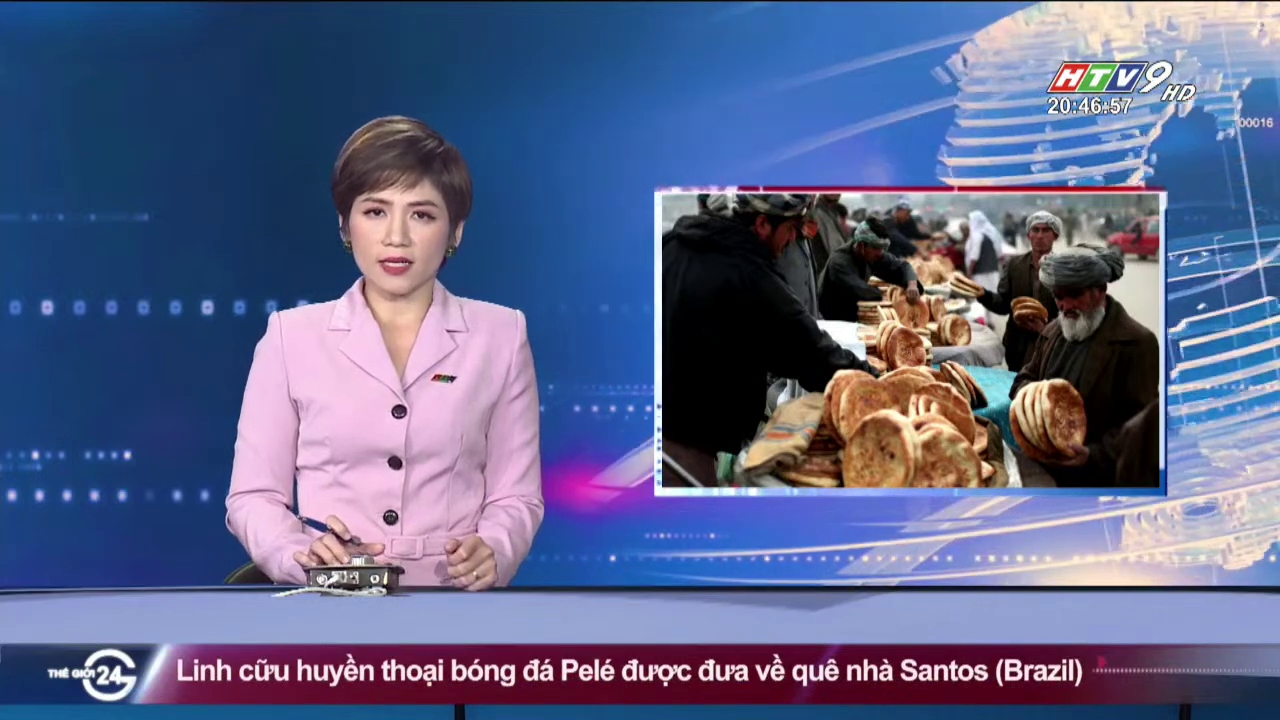 HTV9 HD
20:46:57
00016
THẾ GIỚI 24G
Linh cữu huyền thoại bóng đá Pelé được đưa về quê nhà Santos (Brazil)